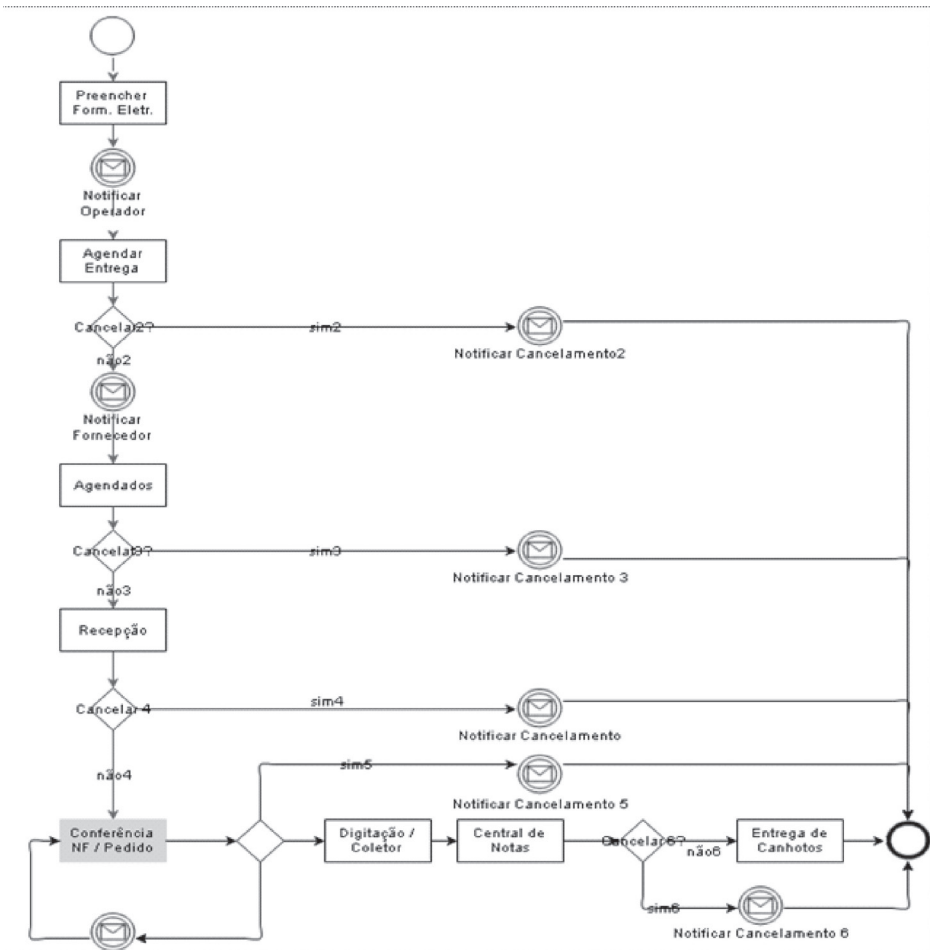 Preencher
Form. Eletr.
Notificar
Operador
Agendar
Entrega
Cancelar2?
sim2
Notificar Cancelamento2
não2
Notificar
Fornecedor
Agendados
Cancelar3?
sim3
Notificar Cancelamento 3
não3
Recepção
Cancelar 4
sim4
Notificar Cancelamento
não4
sim5
Notificar Cancelamento 5
Conferência
NF / Pedido
Digitação /
Coletor
Central de
Notas
Cancelar6?
não6
Entrega de
Canhotos
sim6
Notificar Cancelamento 6